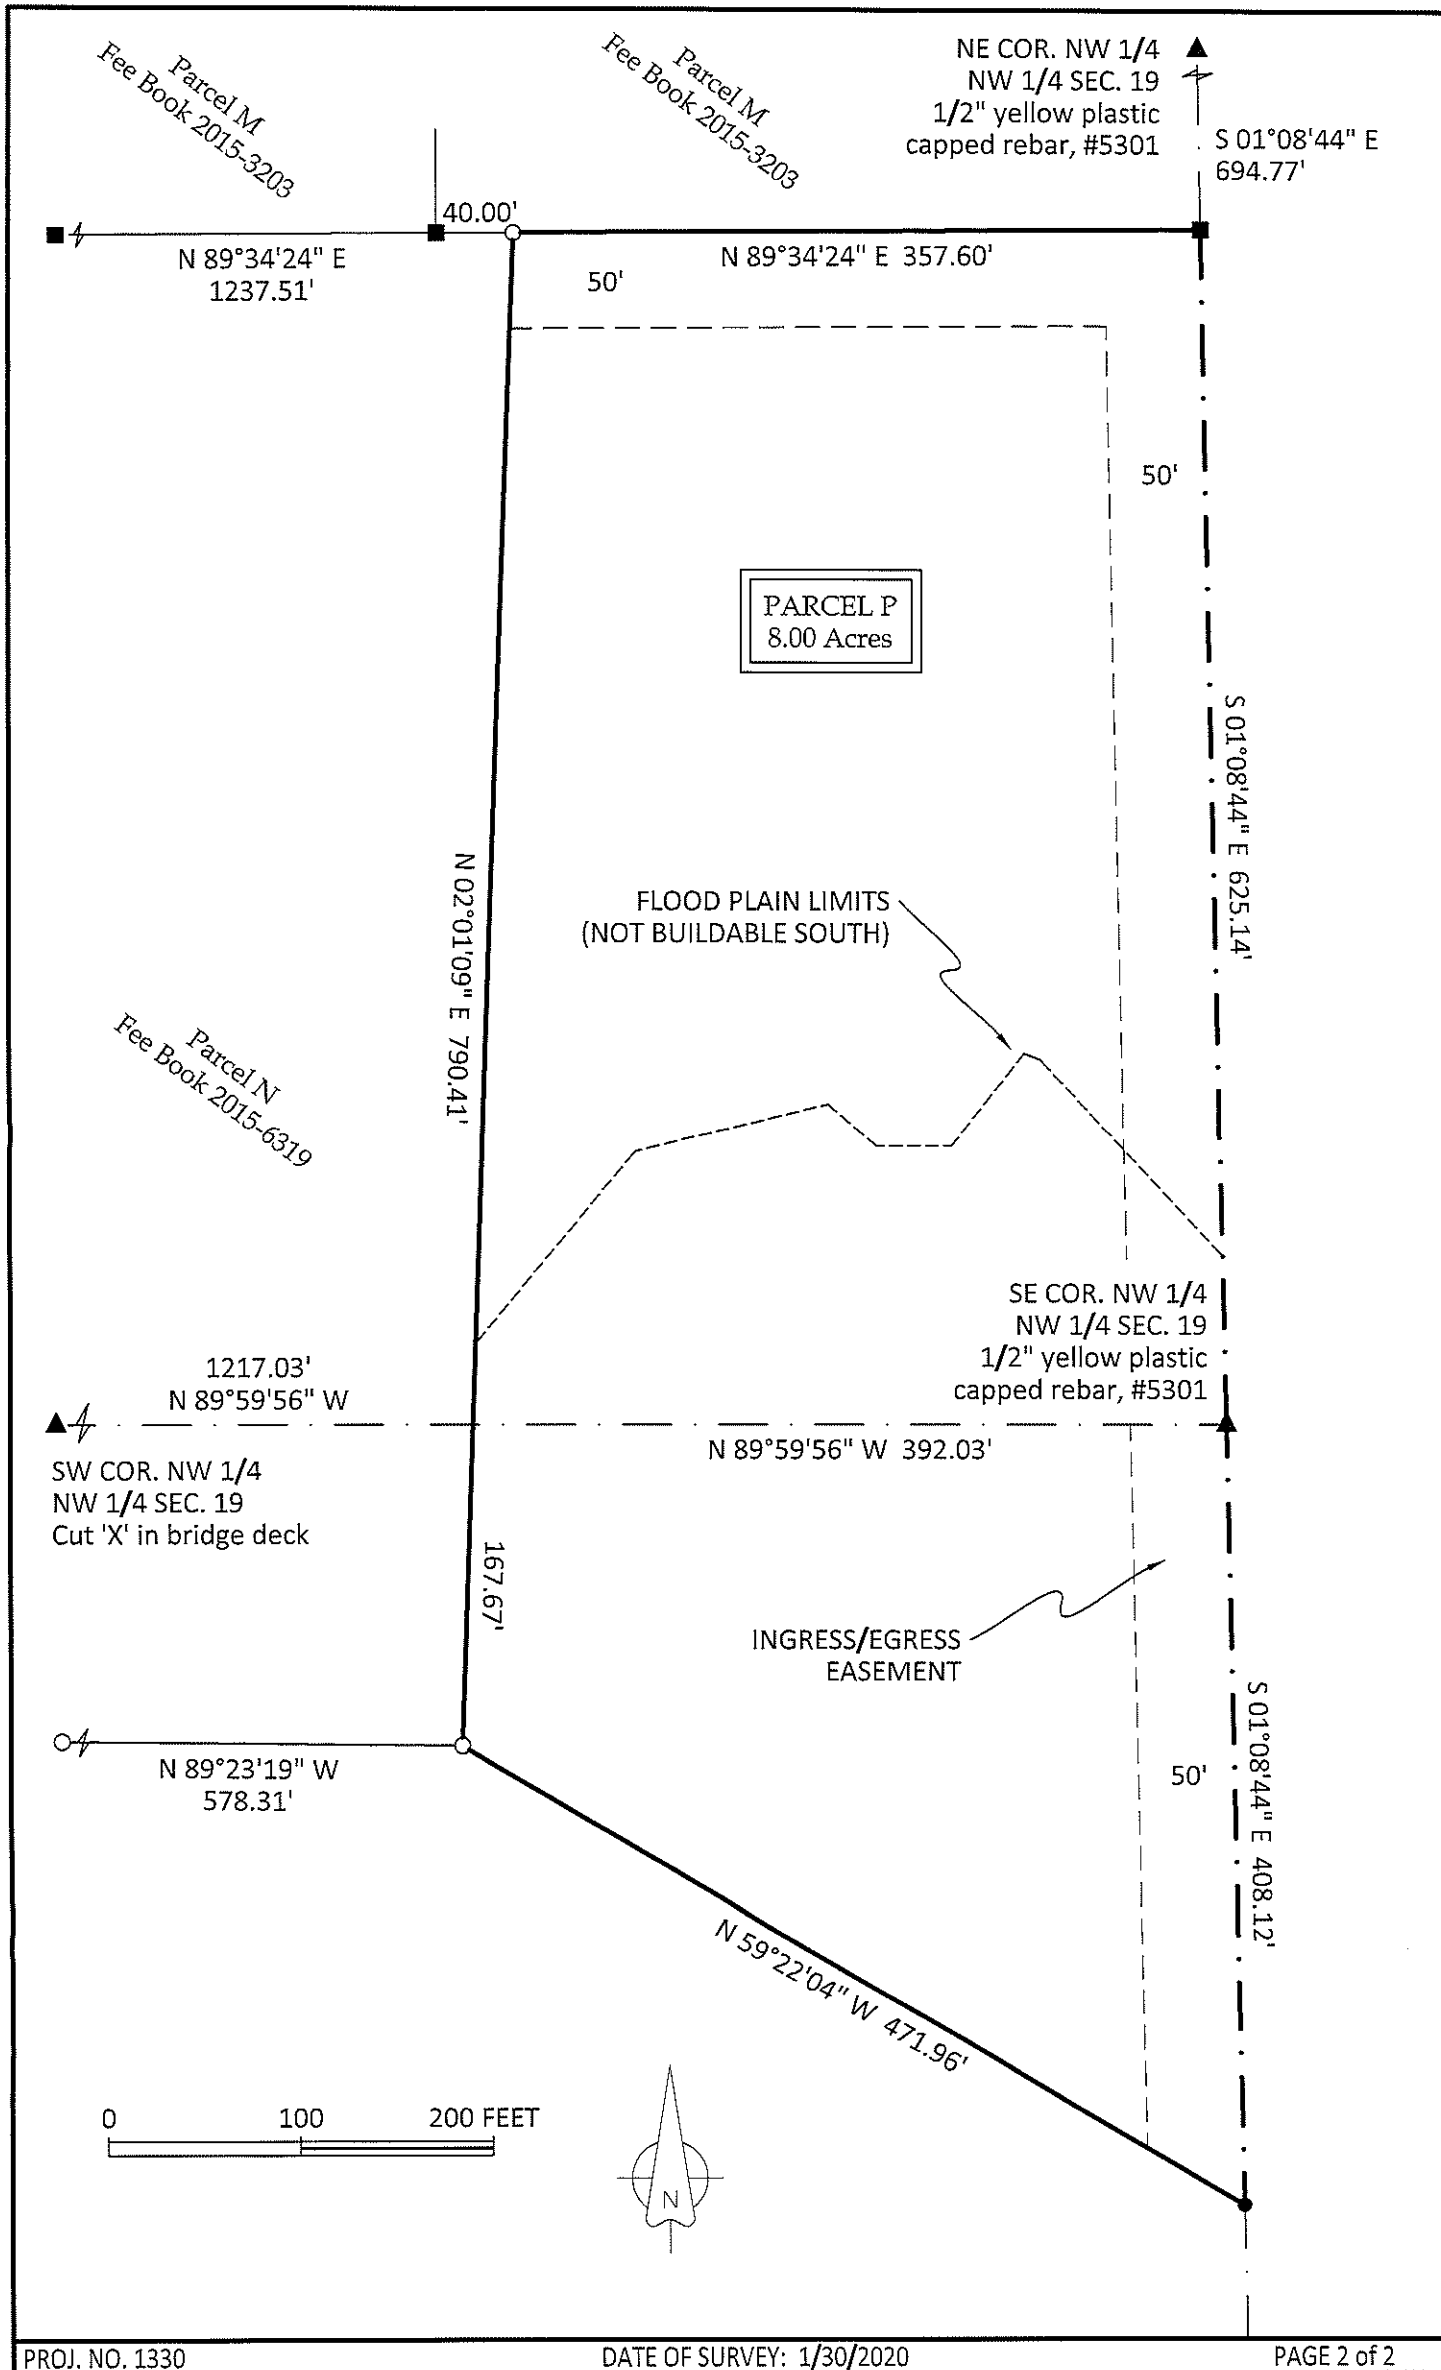 Parcel M
Fee Book 2015-3203
Parcel M
Fee Book 2015-3203
NE COR. NW 1/4
NW 1/4 SEC. 19
1/2" yellow plastic
capped rebar, #5301
S 01°08'44" E
694.77'
40.00'
N 89°34'24" E
1237.51'
N 89°34'24" E 357.60'
50'
50'
PARCEL P
8.00 Acres
S 01°08'44" E 625.14'
N 02°01'09" E 790.41'
FLOOD PLAIN LIMITS
(NOT BUILDABLE SOUTH)
Parcel N
Fee Book 2015-6319
SE COR. NW 1/4
NW 1/4 SEC. 19
1/2" yellow plastic
capped rebar, #5301
1217.03'
N 89°59'56" W
N 89°59'56" W 392.03'
SW COR. NW 1/4
NW 1/4 SEC. 19
Cut 'X' in bridge deck
167.67'
INGRESS/EGRESS
EASEMENT
S 01°08'44" E 408.12'
N 89°23'19" W
578.31'
50'
N 59°22'04" W 471.96'
0 100 200 FEET
N
PROJ. NO. 1330 DATE OF SURVEY: 1/30/2020 PAGE 2 of 2